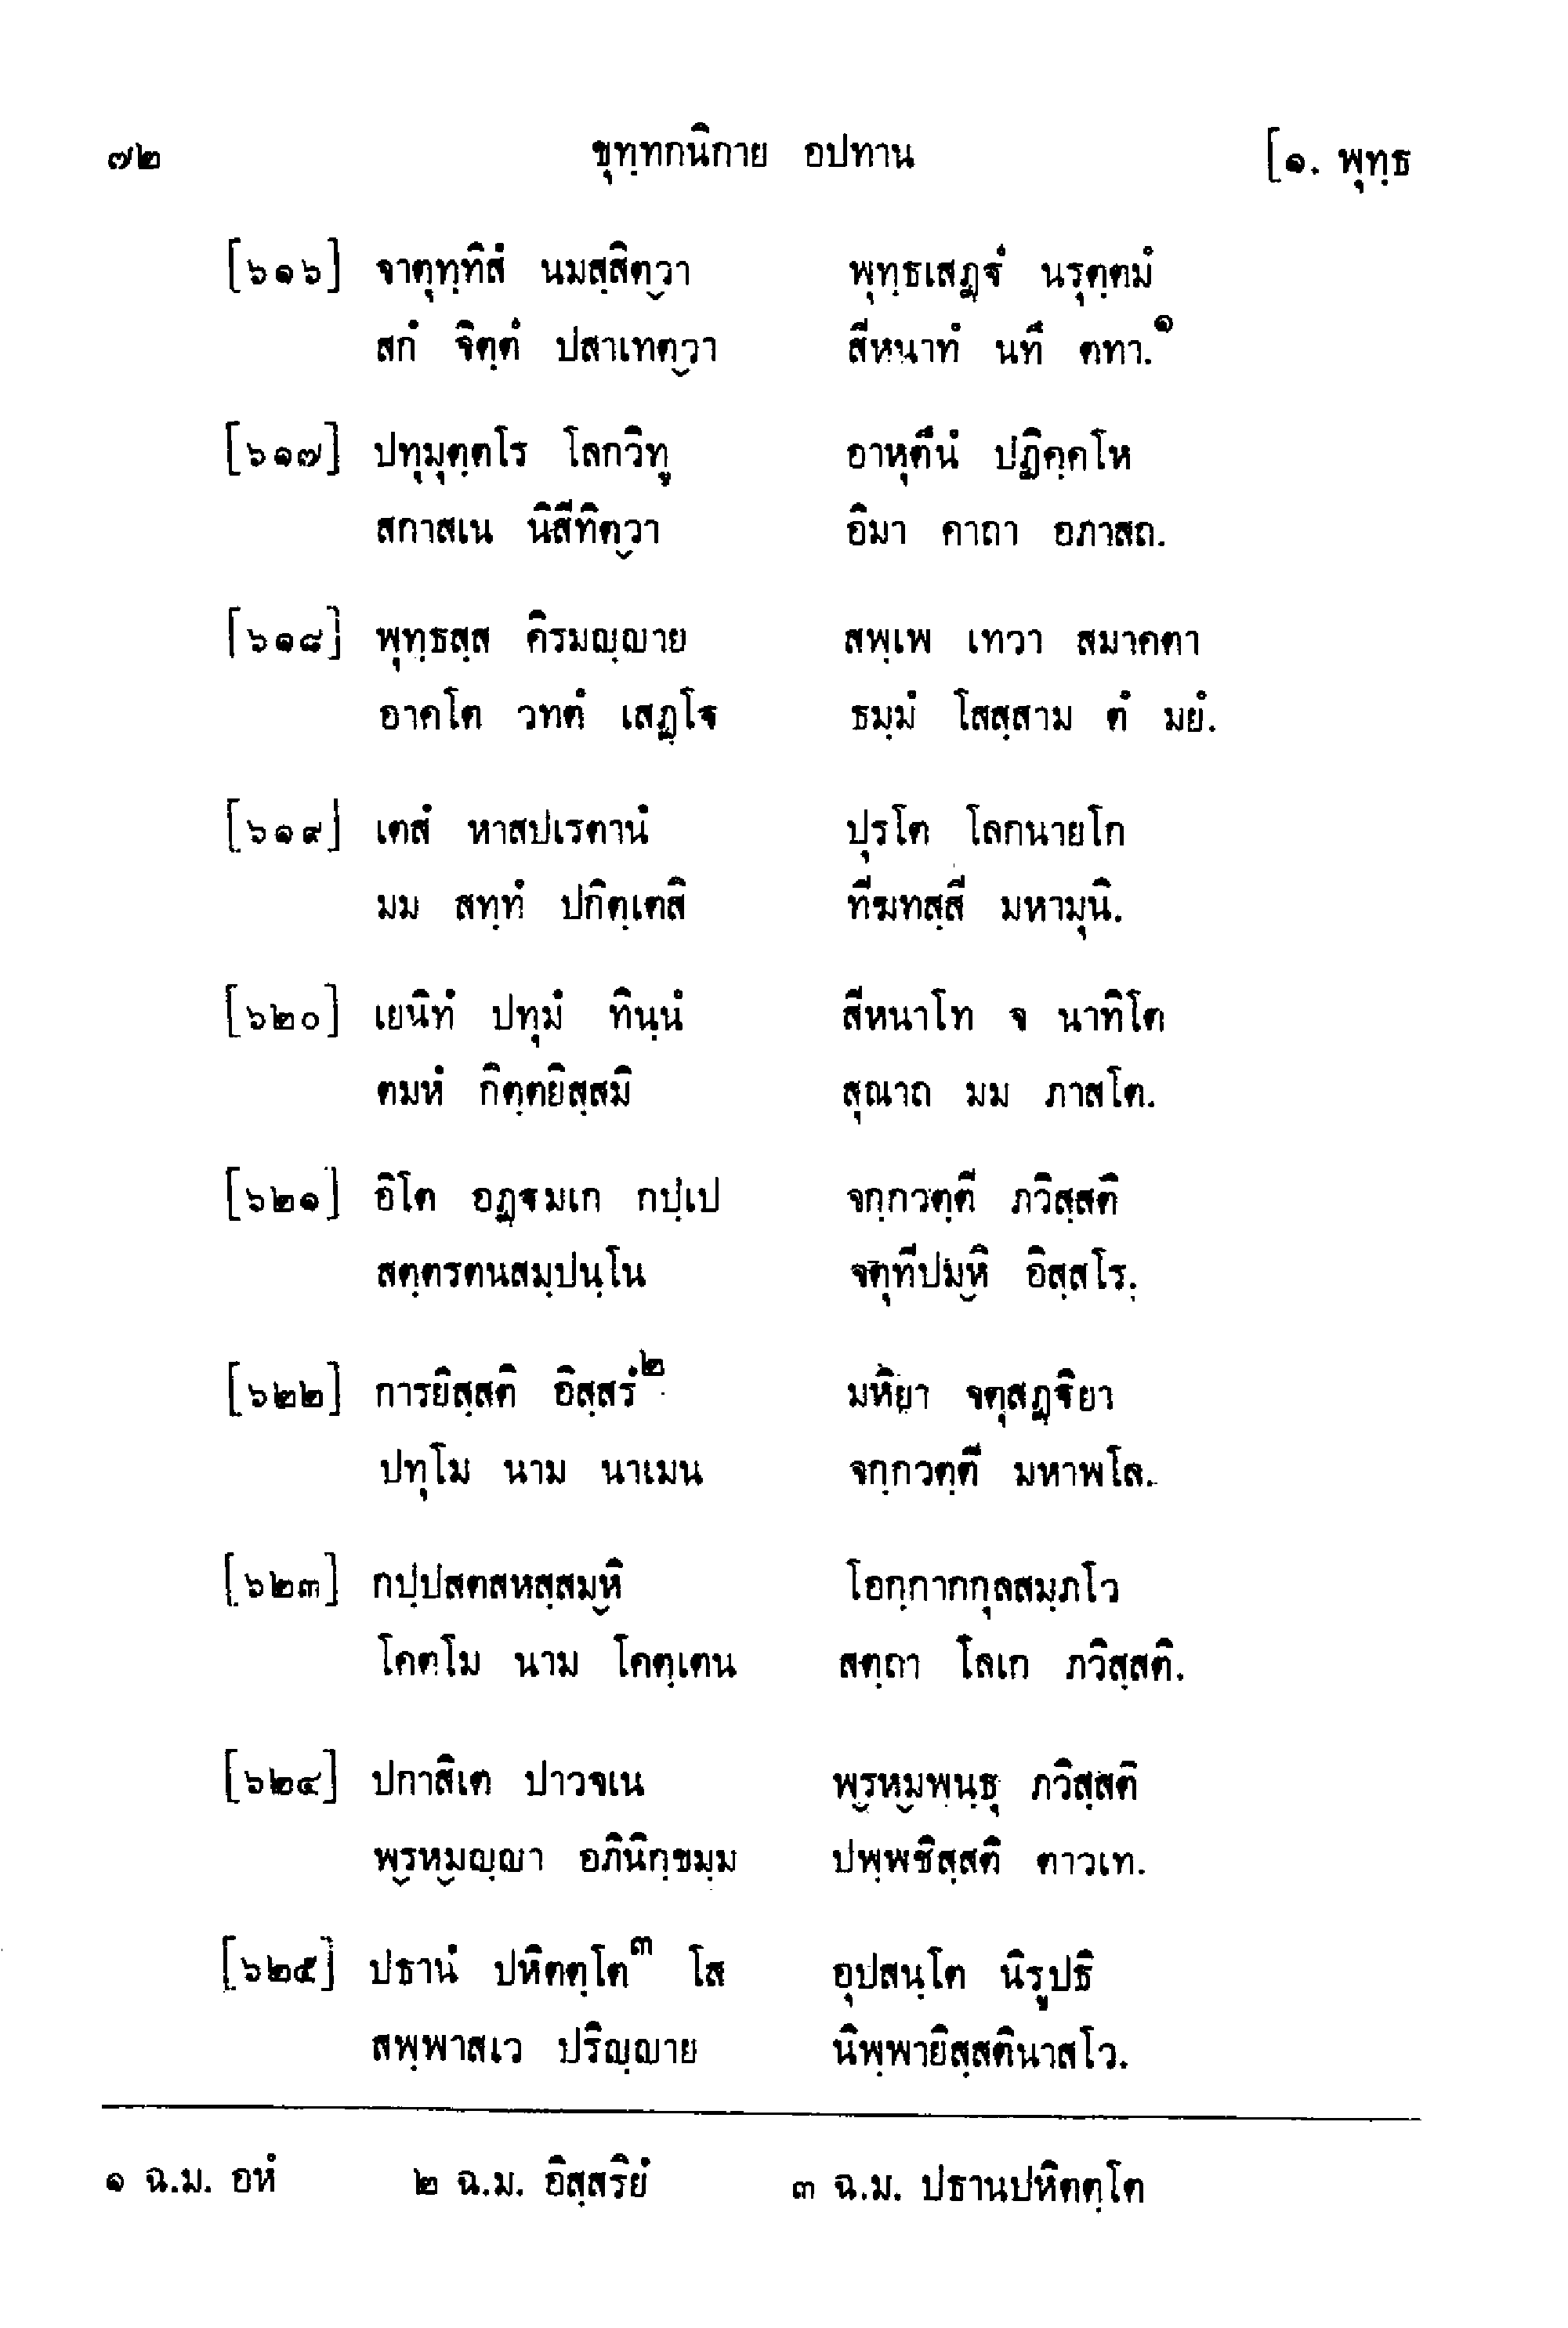 ๗๒ ขุทฺทกนิกาย อปทาน [๑. พุทฺธ
[๖๑๖] จาตุทฺทิสํ นมสฺสิตฺวา พุทฺธเสฏฺฐํ นรุตฺตมํ
สกํ จิตฺตํ ปสาเทตฺวา สีหนาทํ นที ตทา.๑
[๖๑๗] ปทุมุตฺตโร โลกวิทู อาหุตีนํ ปฏิคฺคโห
สกาสเน นิสีทิตฺวา อิมา คาถา อภาสถ.
[๖๑๘] พุทฺธสฺส คิรมญฺญาย สพฺเพ เทวา สมาคตา
อาคโต วทตํ เสฏฺโฐ ธมฺมํ โสสฺสาม ตํ มยํ.
[๖๑๙] เตสํ หาสปเรตานํ ปุรโต โลกนายโก
มม สทฺทํ ปกิตฺเตสิ ทีฆทสฺสี มหามุนิ.
[๖๒๐] เยนิทํ ปทุมํ ทินฺนํ สีหนาโท จ นาทิโต
ตมหํ กิตฺตยิสฺสมิ สุณาถ มม ภาสโต.
[๖๒๑] อิโต อฏฺฐมเก กปฺเป จกฺกวตฺตี ภวิสฺสติ
สตฺตรตนสมฺปนฺโน จตุทีปมฺหิ อิสฺสโร.
[๖๒๒] การยิสฺสติ อิสฺสรํ๒ มหิยา จตุสฏฺฐิยา
ปทุโม นาม นาเมน จกฺกวตฺตี มหาพโล.
[๖๒๓] กปฺปสตสหสฺสมฺหิ โอกฺกากกุลสมฺภโว
โคตโม นาม โคตฺเตน สตฺถา โลเก ภวิสฺสติ.
[๖๒๔] ปกาสิเต ปาวจเน พฺรหฺมพนฺธุ ภวิสฺสติ
พฺรหฺมญฺญา อภินิกฺขมฺม ปพฺพชิสฺสติ ตาวเท.
[๖๒๕] ปธานํ ปหิตตฺโต๓ โส อุปสนฺโต นิรูปธิ
สพฺพาสเว ปริญฺญาย นิพฺพายิสฺสตินาสโว.
๑ ฉ.ม. อหํ ๒ ฉ.ม. อิสฺสริยํ ๓ ฉ.ม. ปธานปหิตตฺโต